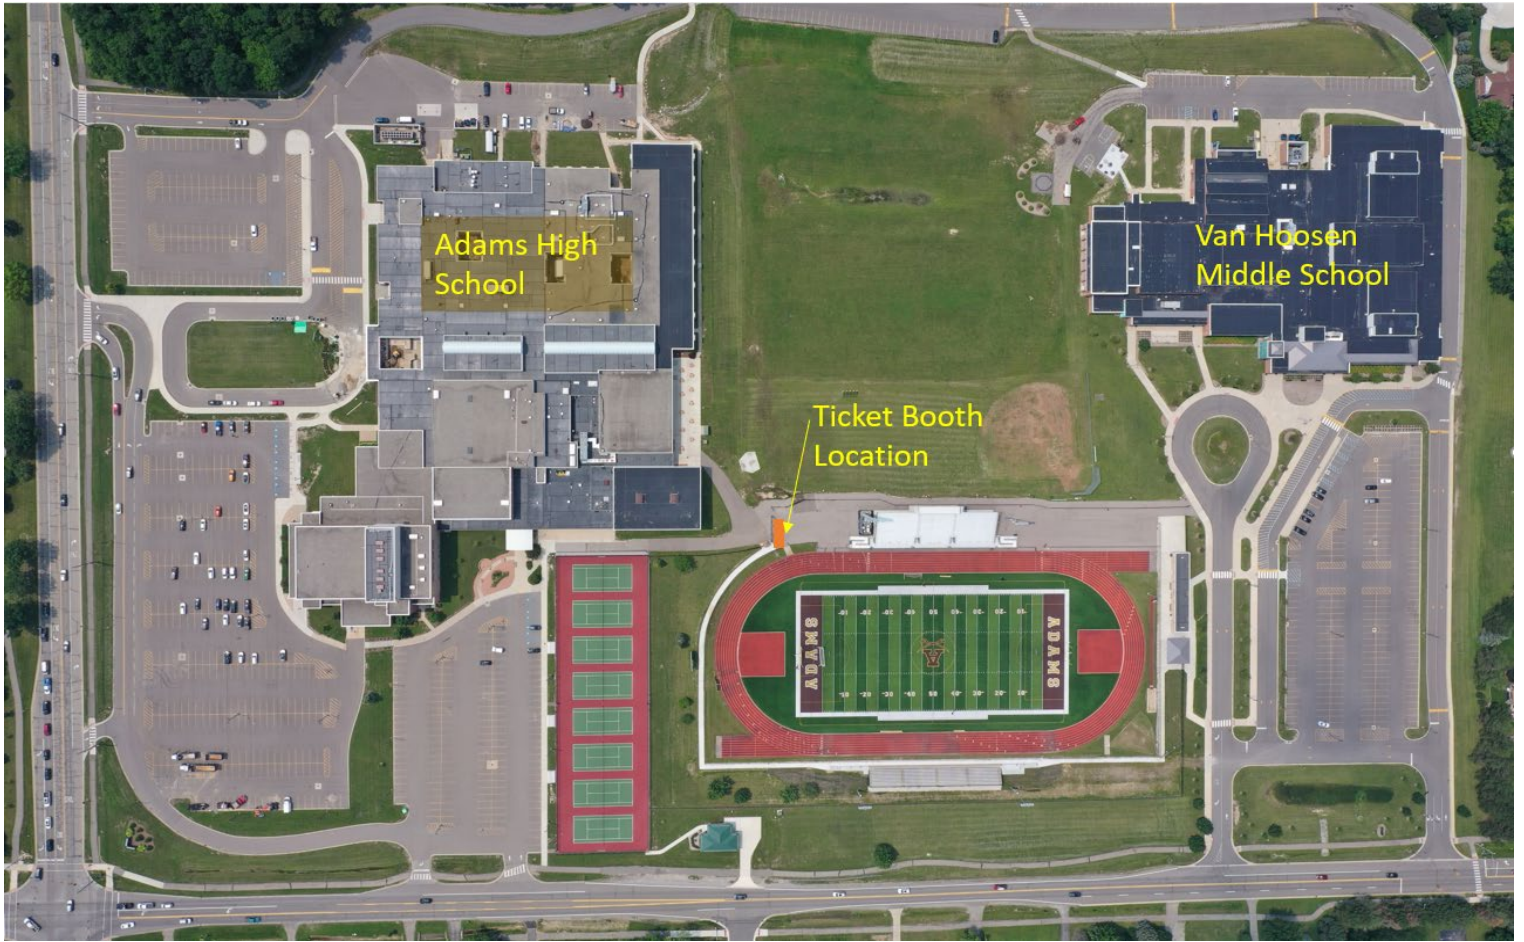 Adams High
School
Van Hoosen
Middle School
Ticket Booth
Location
ADAMS
ADAMS